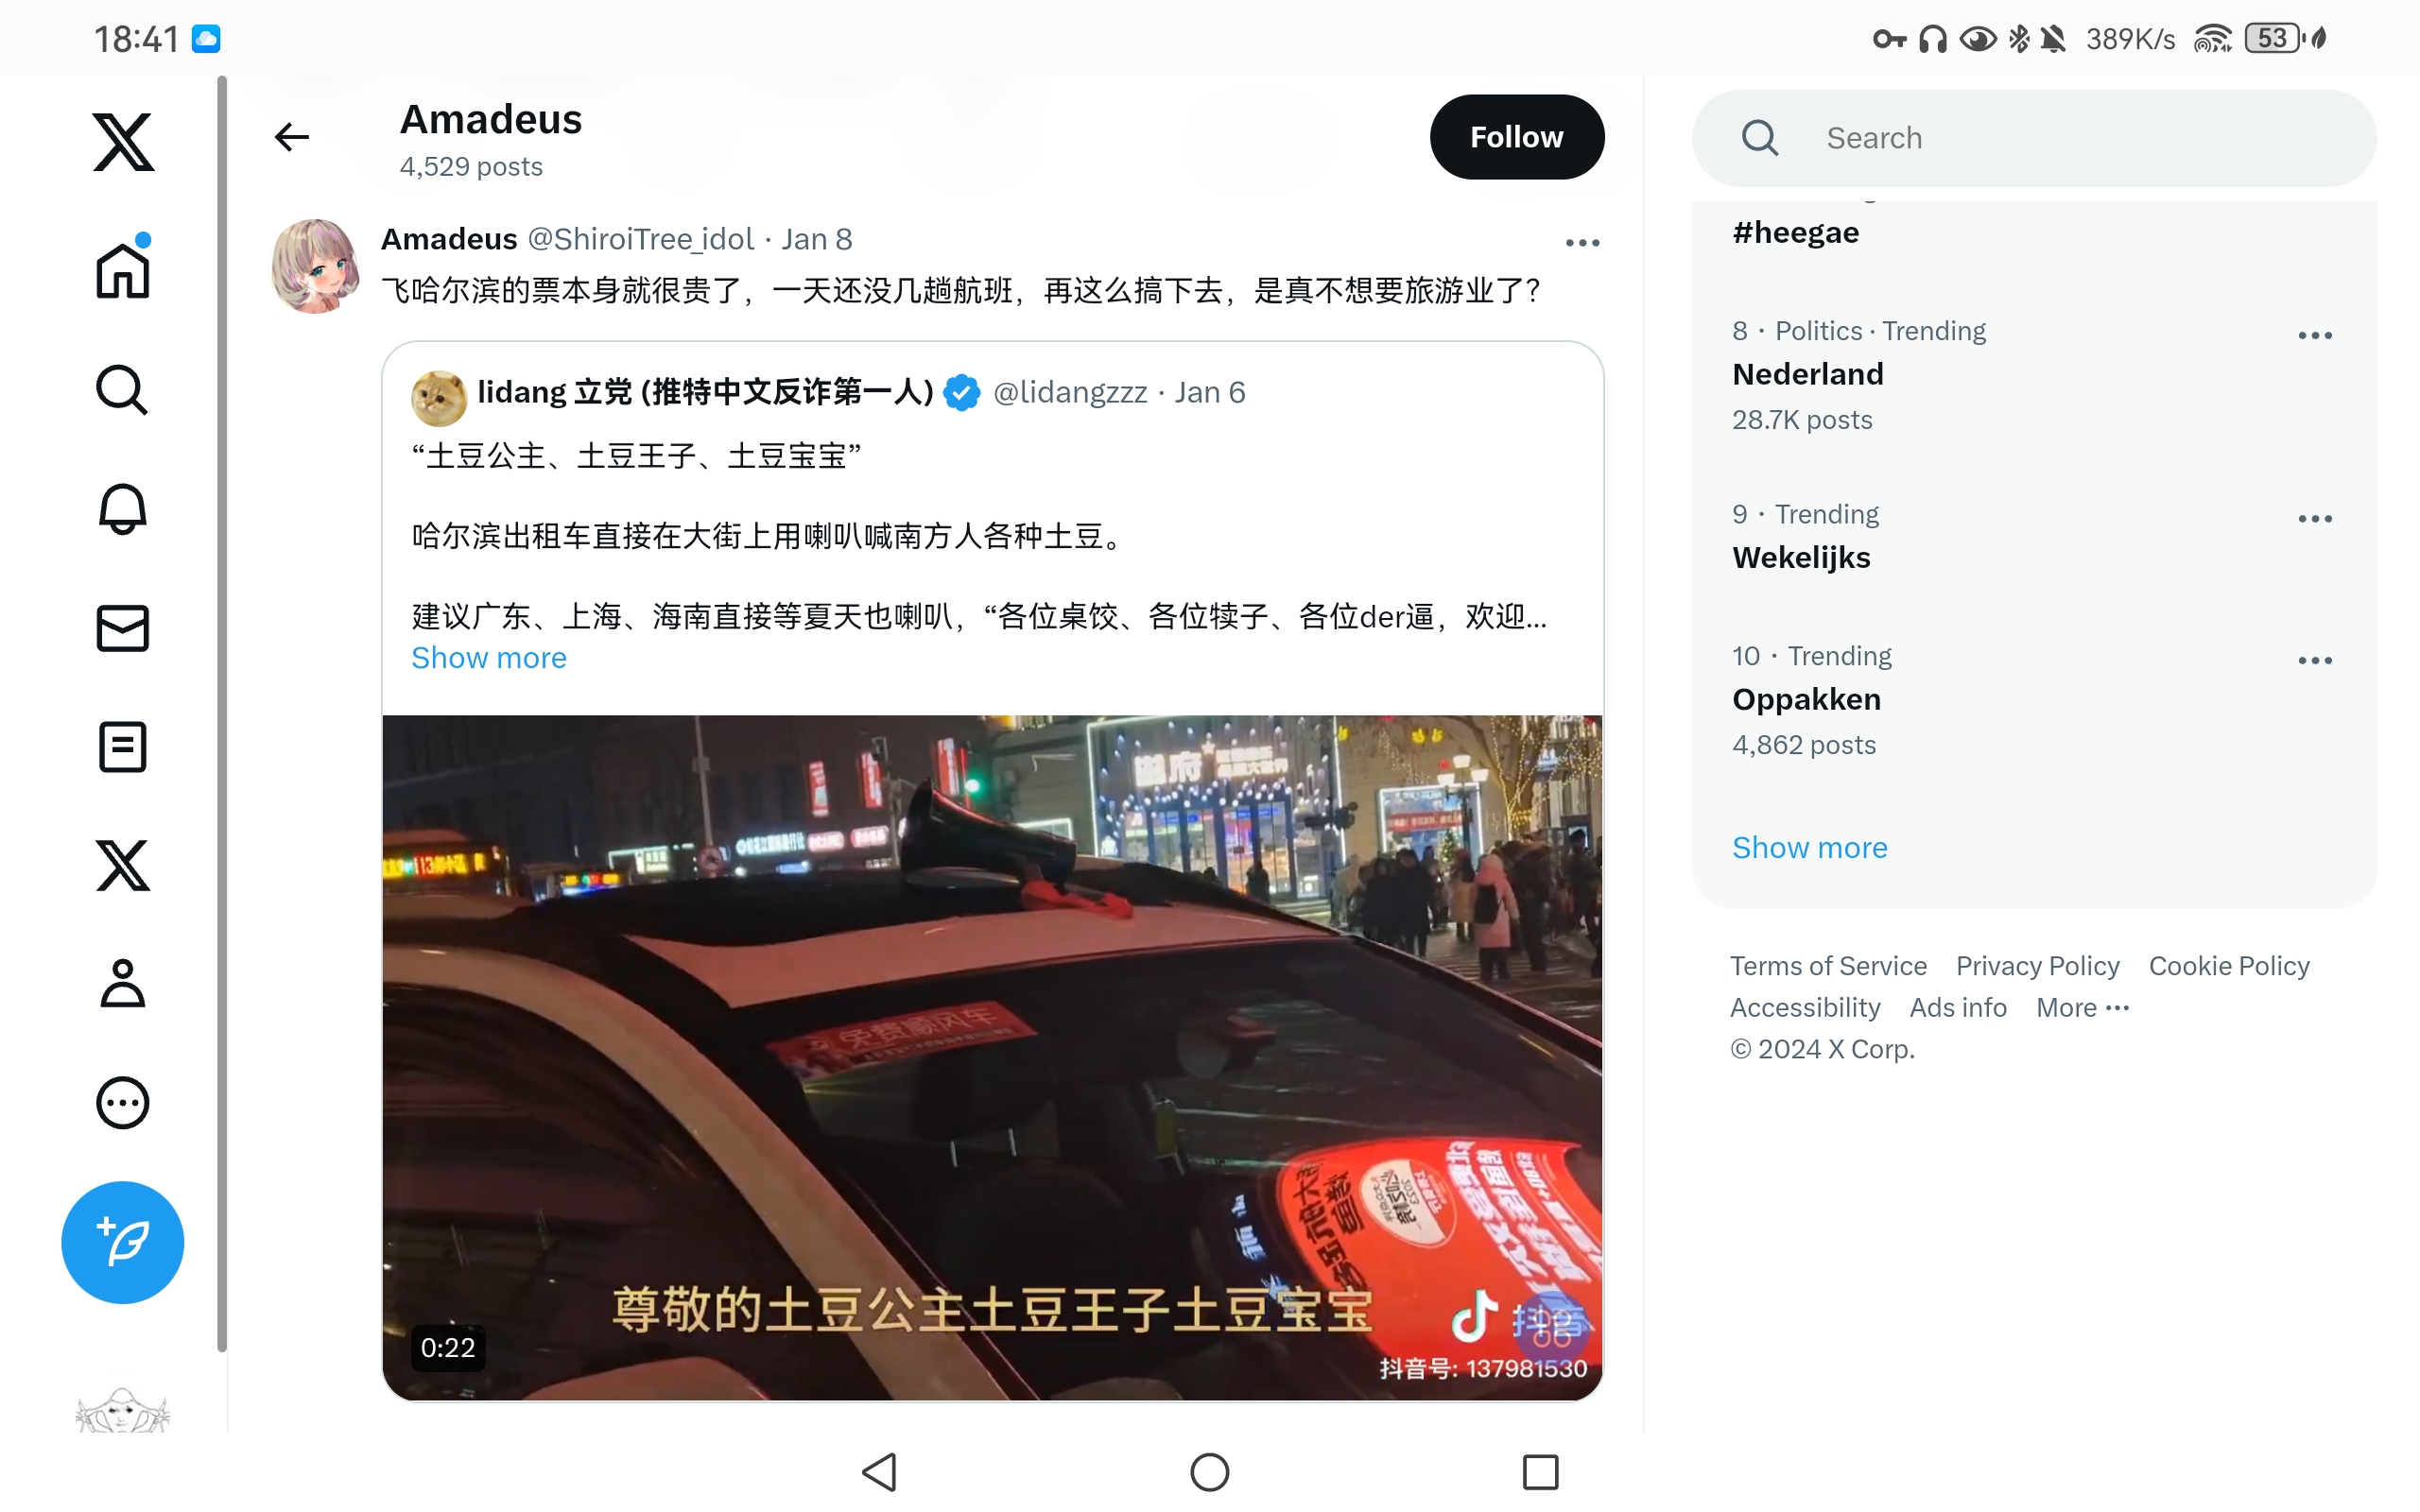 18:41
389K/s
53
Amadeus
4,529 posts
Follow
Amadeus @ShiroiTree_idol · Jan 8
飞哈尔滨的票本身就很贵了，一天还没几趟航班，再这么搞下去，是真不想要旅游业了？
lidang 立党 (推特中文反诈第一人) @lidangzzz · Jan 6
“土豆公主、土豆王子、土豆宝宝”
哈尔滨出租车直接在大街上用喇叭喊南方人各种土豆。
建议广东、上海、海南直接等夏天也喇叭，“各位桌饺、各位犊子、各位der逼，欢迎...
Show more
免费顺风车
尊敬的土豆公主土豆王子土豆宝宝
抖音
抖音号: 137981530
0:22
Search
#heegae
8 · Politics · Trending
Nederland
28.7K posts
9 · Trending
Wekelijks
10 · Trending
Oppakken
4,862 posts
Show more
Terms of Service Privacy Policy Cookie Policy
Accessibility Ads info More ···
© 2024 X Corp.